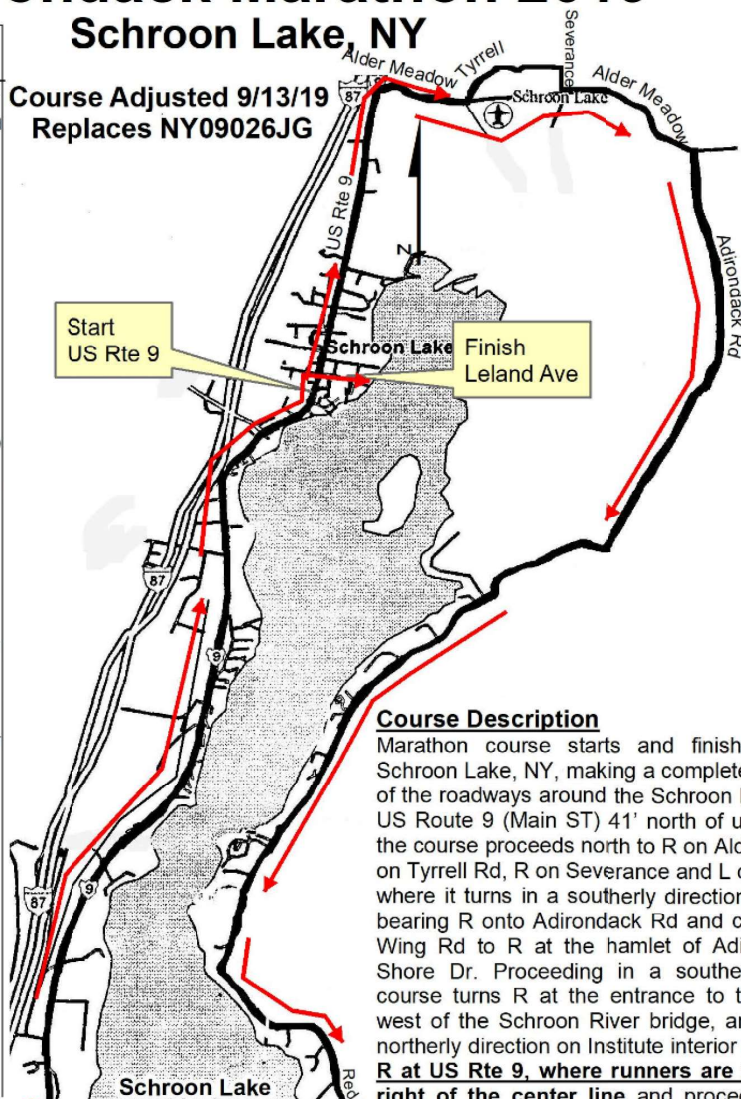 Schroon Lake, NY
Course Adjusted 9/13/19
Replaces NY09026JG
Alder Meadow
Tyrrell
Severance
Alder Meadow
Schroon Lake
87
US Rte 9
N
Adirondack Rd
Start
US Rte 9
Schroon Lake
Finish
Leland Ave
87
9
87
9
Schroon Lake
Red
Course Description
Marathon course starts and finish
Schroon Lake, NY, making a complete
of the roadways around the Schroon
US Route 9 (Main ST) 41' north of u
the course proceeds north to R on Alc
on Tyrrell Rd, R on Severance and L
where it turns in a southerly direction
bearing R onto Adirondack Rd and c
Wing Rd to R at the hamlet of Adi
Shore Dr. Proceeding in a southe
course turns R at the entrance to t
west of the Schroon River bridge, a
northerly direction on Institute interior
R at US Rte 9, where runners are
right of the center line and procee